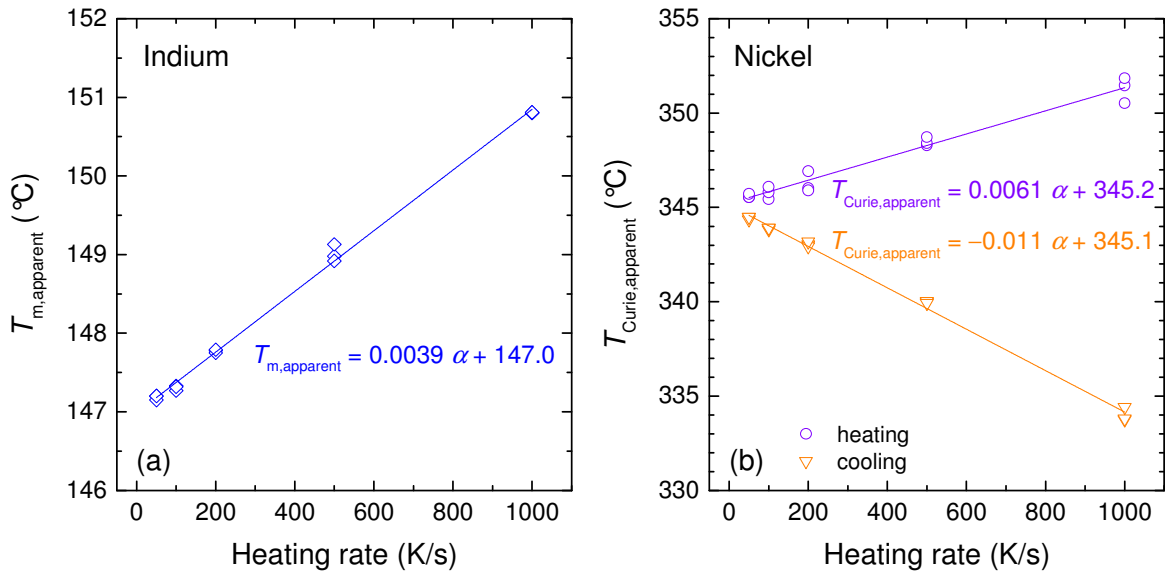 Indium
152
151
150
149
148
147
146
T_m,apparent (°C)
T_m,apparent = 0.0039 α + 147.0
(a)
0 200 400 600 800 1000
Heating rate (K/s)
Nickel
355
350
345
340
335
330
T_Curie,apparent (°C)
T_Curie,apparent = 0.0061 α + 345.2
T_Curie,apparent = −0.011 α + 345.1
heating
cooling
(b)
0 200 400 600 800 1000
Heating rate (K/s)